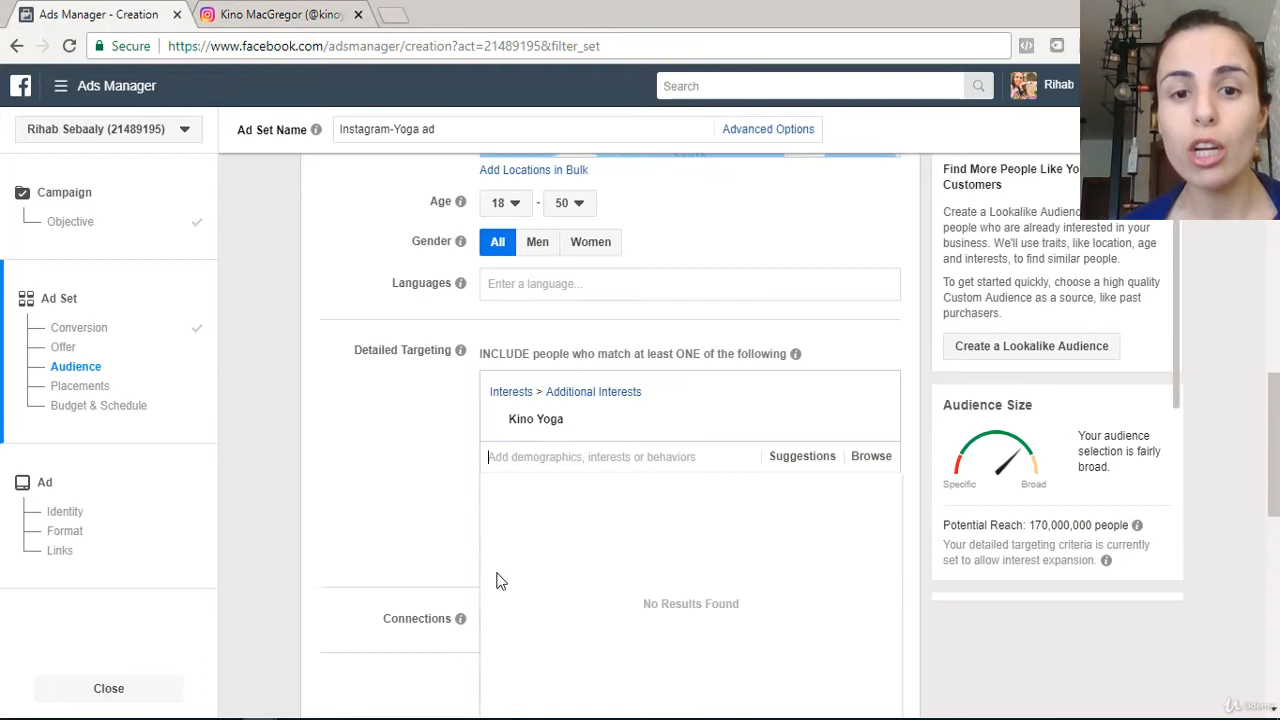 Ads Manager - Creation
Kino MacGregor (@kinoy
Secure https://www.facebook.com/adsmanager/creation?act=21489195&filter_set
Ads Manager
Search
Rihab
Rihab Sebaaly (21489195)
Ad Set Name
Instagram-Yoga ad
Advanced Options
Campaign
Objective
Ad Set
Conversion
Offer
Audience
Placements
Budget & Schedule
Ad
Identity
Format
Links
Close
Add Locations in Bulk
Age
18 - 50
Gender
All Men Women
Languages
Enter a language...
Detailed Targeting
INCLUDE people who match at least ONE of the following
Interests > Additional Interests
Kino Yoga
Add demographics, interests or behaviors
Suggestions Browse
No Results Found
Connections
Find More People Like Yo
Customers
Create a Lookalike Audienc
people who are already interested in your
business. We'll use traits, like location, age
and interests, to find similar people.
To get started quickly, choose a high quality
Custom Audience as a source, like past
purchasers.
Create a Lookalike Audience
Audience Size
Specific
Broad
Your audience
selection is fairly
broad.
Potential Reach: 170,000,000 people
Your detailed targeting criteria is currently
set to allow interest expansion.
Udemy